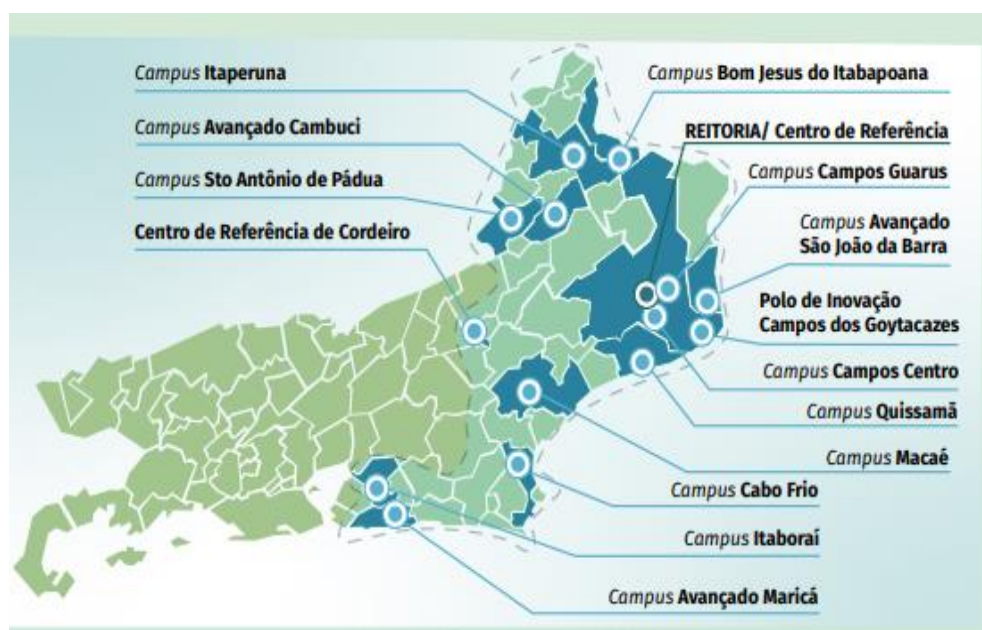 Campus Itaperuna
Campus Bom Jesus do Itabapoana
Campus Avançado Cambuci
REITORIA/ Centro de Referência
Campus Sto Antônio de Pádua
Campus Campos Guarus
Centro de Referência de Cordeiro
Campus Avançado
São João da Barra
Polo de Inovação
Campos dos Goytacazes
Campus Campos Centro
Campus Quissamã
Campus Macaé
Campus Cabo Frio
Campus Itaboraí
Campus Avançado Maricá